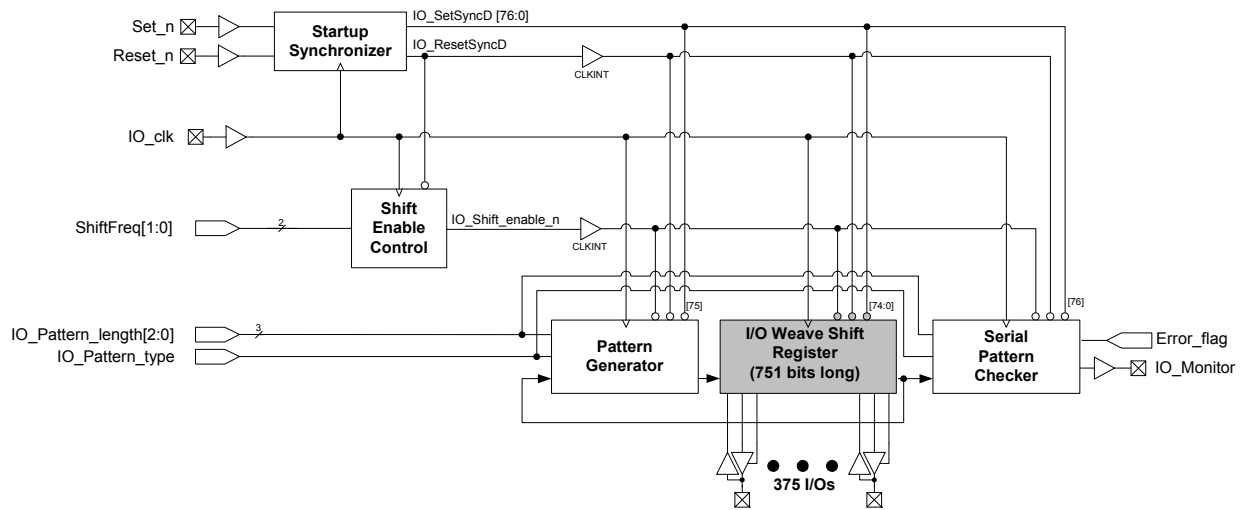 Set_n
Startup
Synchronizer
IO_SetSyncD [76:0]
Reset_n
IO_ResetSyncD
CLKINT
IO_clk
ShiftFreq[1:0]
2
Shift
Enable
Control
IO_Shift_enable_n
CLKINT
[75]
[74:0]
[76]
IO_Pattern_length[2:0]
3
IO_Pattern_type
Pattern
Generator
I/O Weave Shift
Register
(751 bits long)
Serial
Pattern
Checker
Error_flag
IO_Monitor
375 I/Os